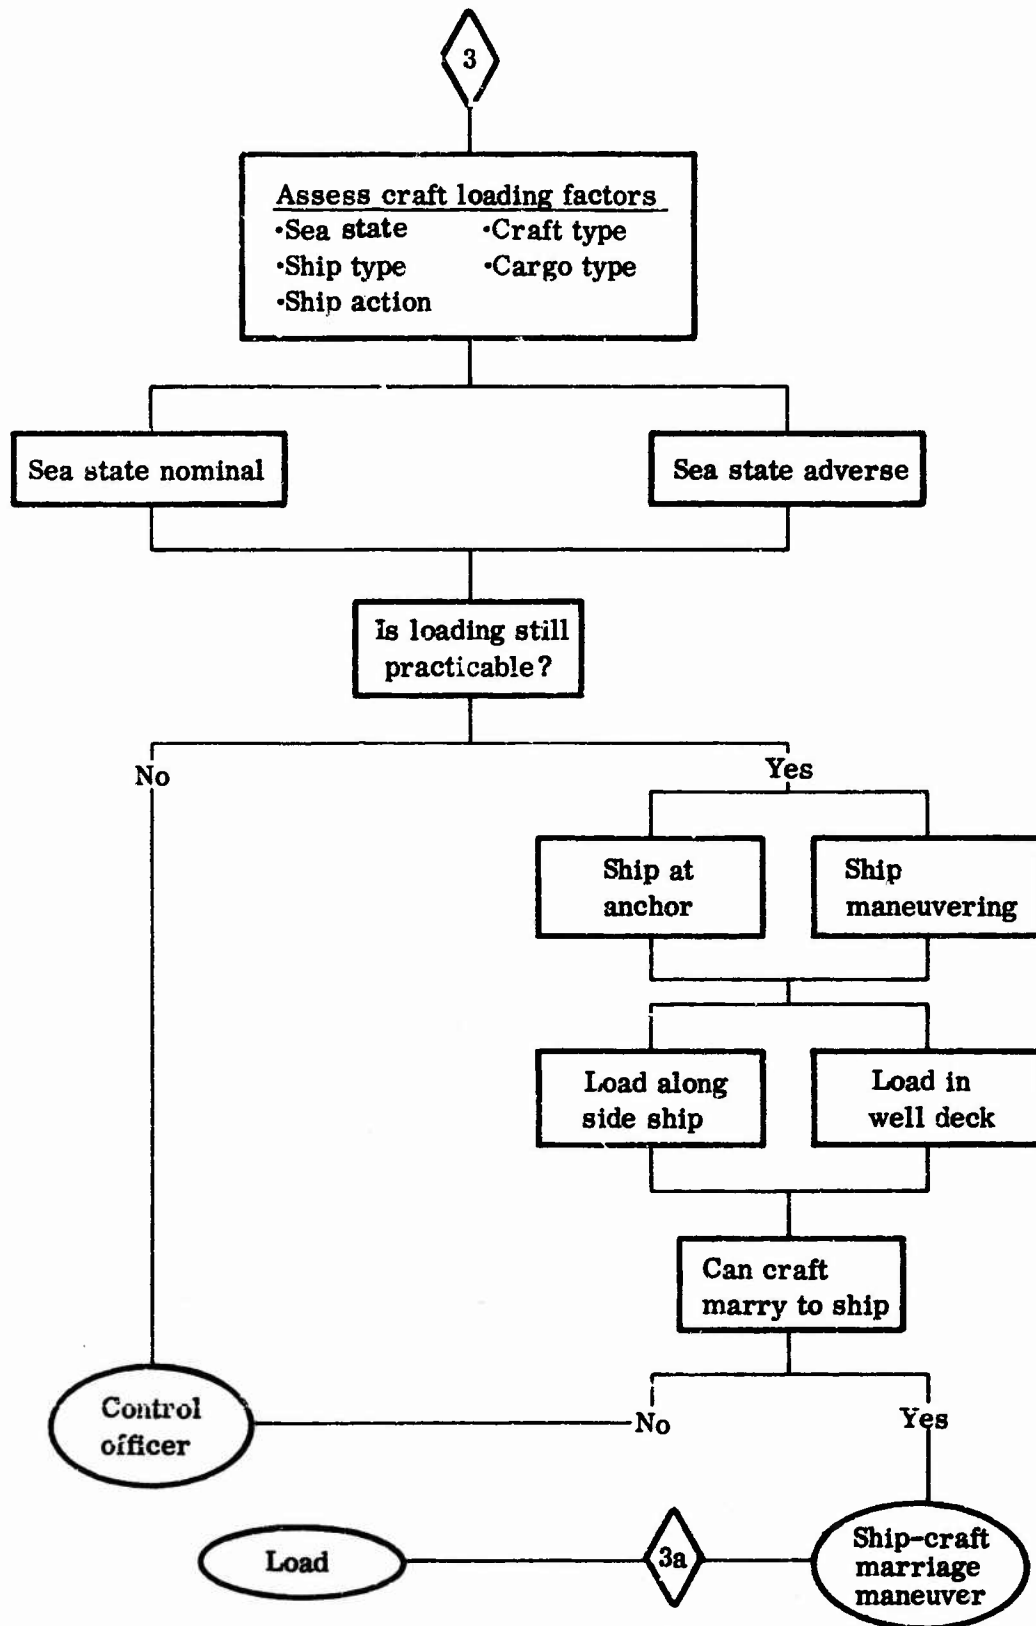 3
Assess craft loading factors
•Sea state •Craft type
•Ship type •Cargo type
•Ship action
Sea state nominal
Sea state adverse
Is loading still
practicable?
No
Yes
Ship at
anchor
Ship
maneuvering
Load along
side ship
Load in
well deck
Can craft
marry to ship
Control
officer
No
Yes
Load
3a
Ship-craft
marriage
maneuver